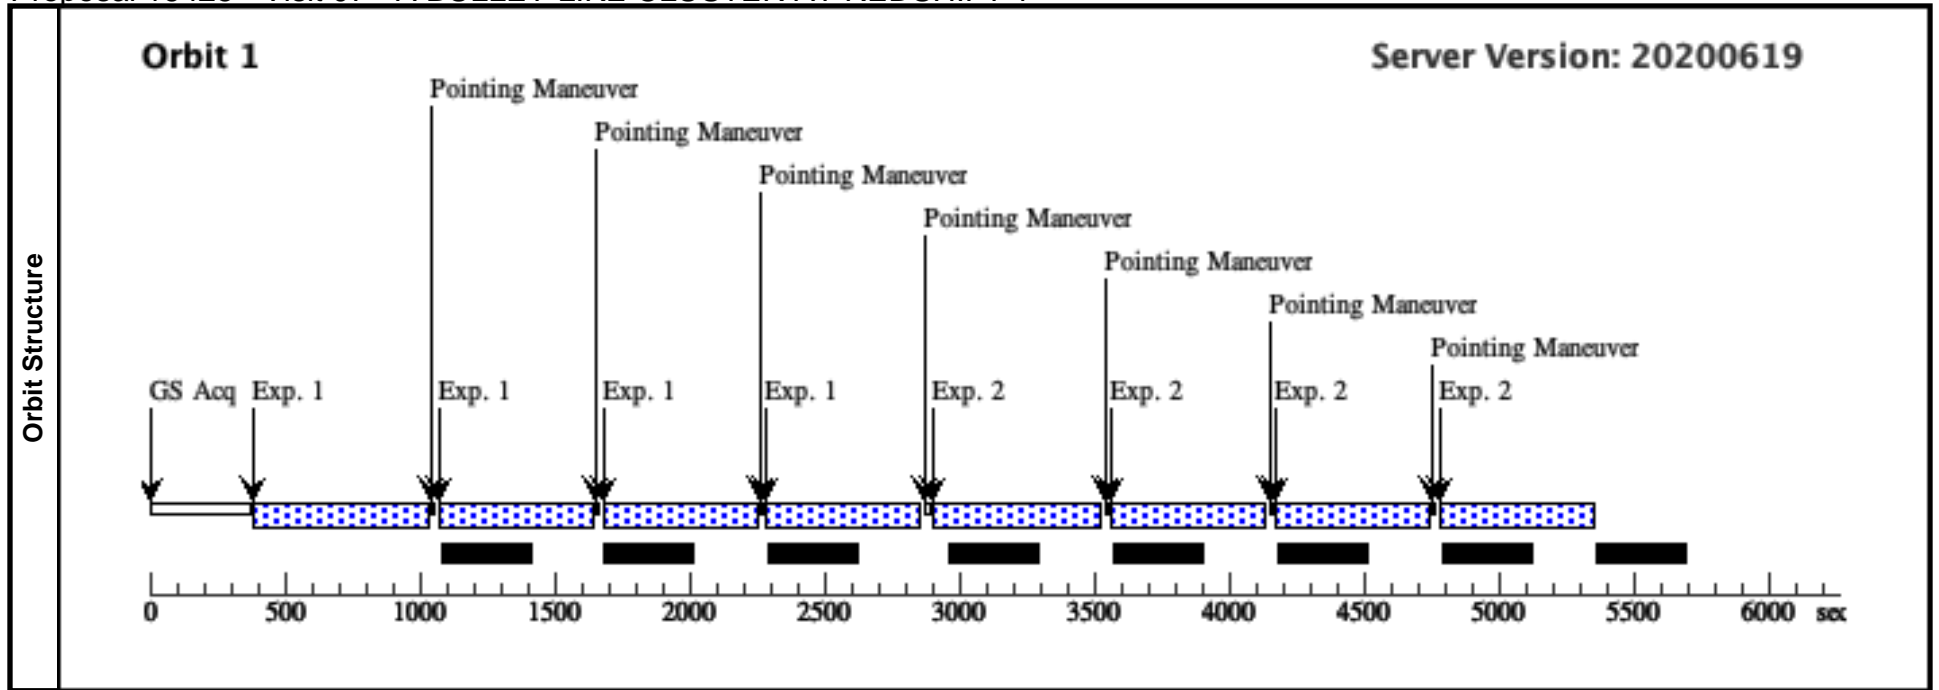 Orbit 1 Server Version: 20200619
Pointing Maneuver
Pointing Maneuver
Pointing Maneuver
Pointing Maneuver
Pointing Maneuver
Pointing Maneuver
Pointing Maneuver
GS Acq Exp. 1 Exp. 1 Exp. 1 Exp. 1 Exp. 2 Exp. 2 Exp. 2 Exp. 2
Orbit Structure
0 500 1000 1500 2000 2500 3000 3500 4000 4500 5000 5500 6000 sec